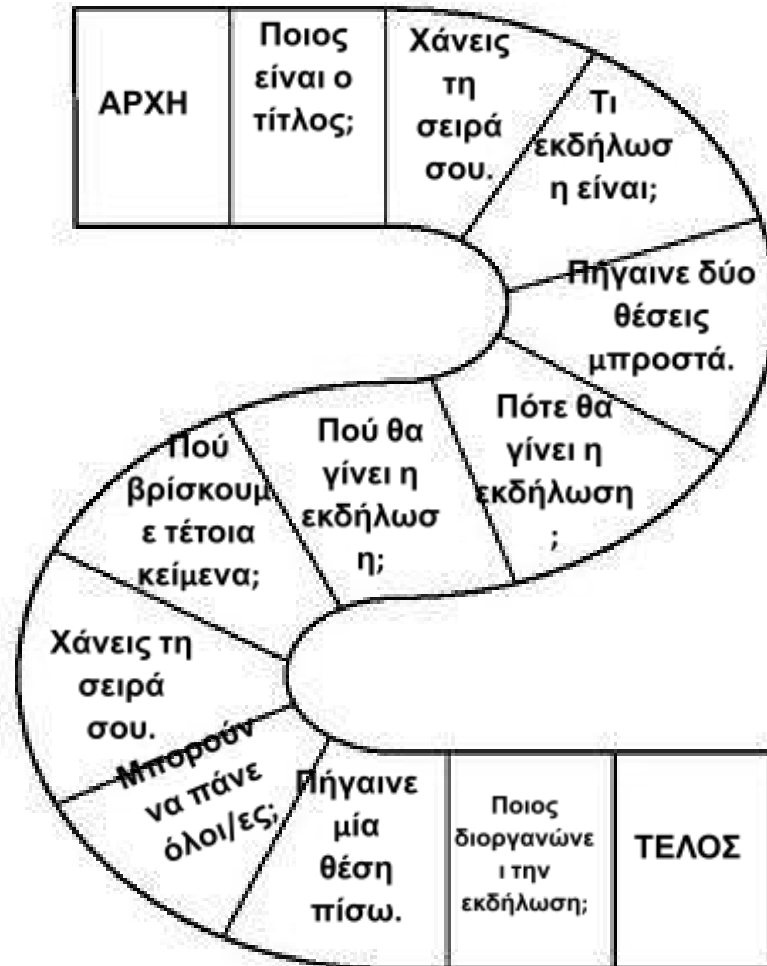 ΑΡΧΗ
Ποιος
είναι ο
τίτλος;
Χάνεις
τη
σειρά
σου.
Τι
εκδήλωσ
η είναι;
Πήγαινε δύο
θέσεις
μπροστά.
Πότε θα
γίνει η
εκδήλωση
;
Πού θα
γίνει η
εκδήλωσ
η;
Πού
βρίσκουμ
ε τέτοια
κείμενα;
Χάνεις τη
σειρά
σου.
Μπορούν
να πάνε
όλοι/ες;
Πήγαινε
μία
θέση
πίσω.
Ποιος
διοργανώνε
ι την
εκδήλωση;
ΤΕΛΟΣ